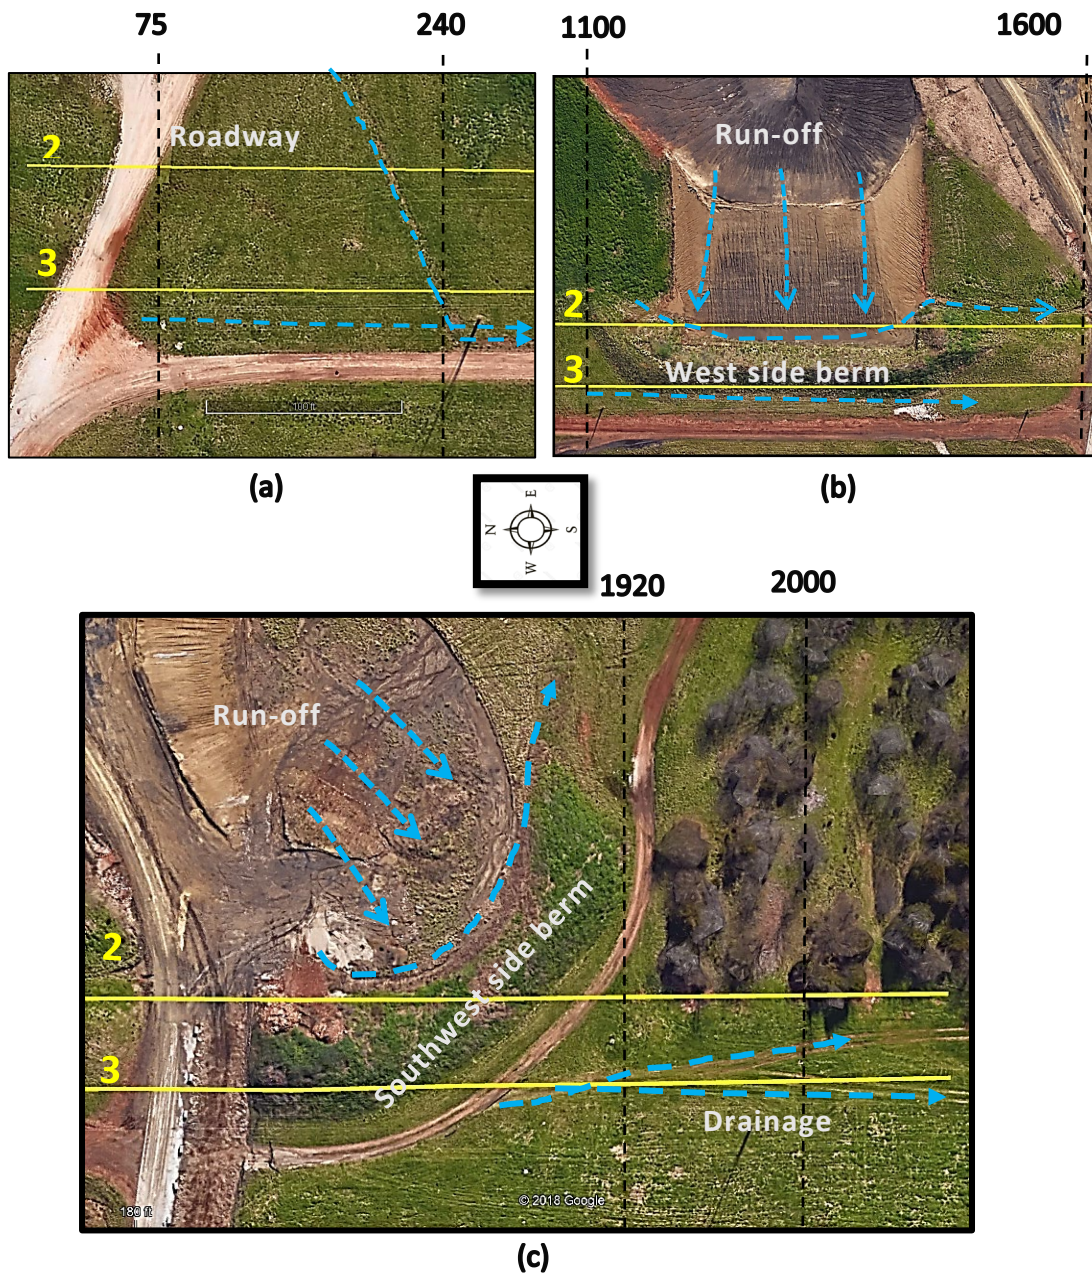 75 240 1100 1600
Roadway
2
3
100 ft
(a)
Run-off
2
West side berm
3
(b)
E
N S
W
1920 2000
Run-off
Southwest side berm
2
3
Drainage
© 2018 Google
180 ft
(c)